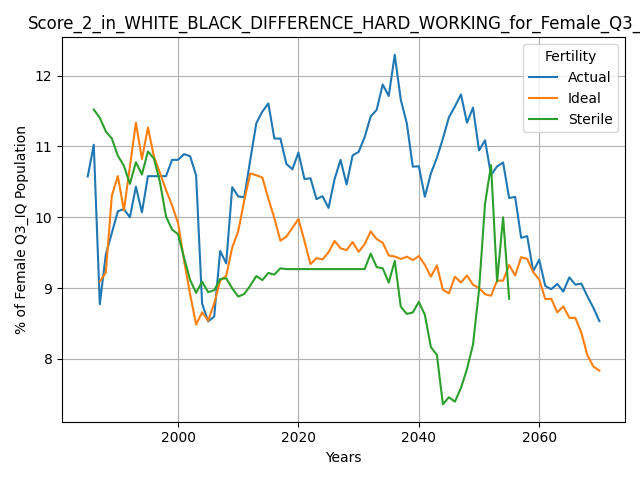 Score_2_in_WHITE_BLACK_DIFFERENCE_HARD_WORKING_for_Female_Q3_
Fertility
Actual
Ideal
Sterile
% of Female Q3_IQ Population
12
11
10
9
8
2000 2020 2040 2060
Years